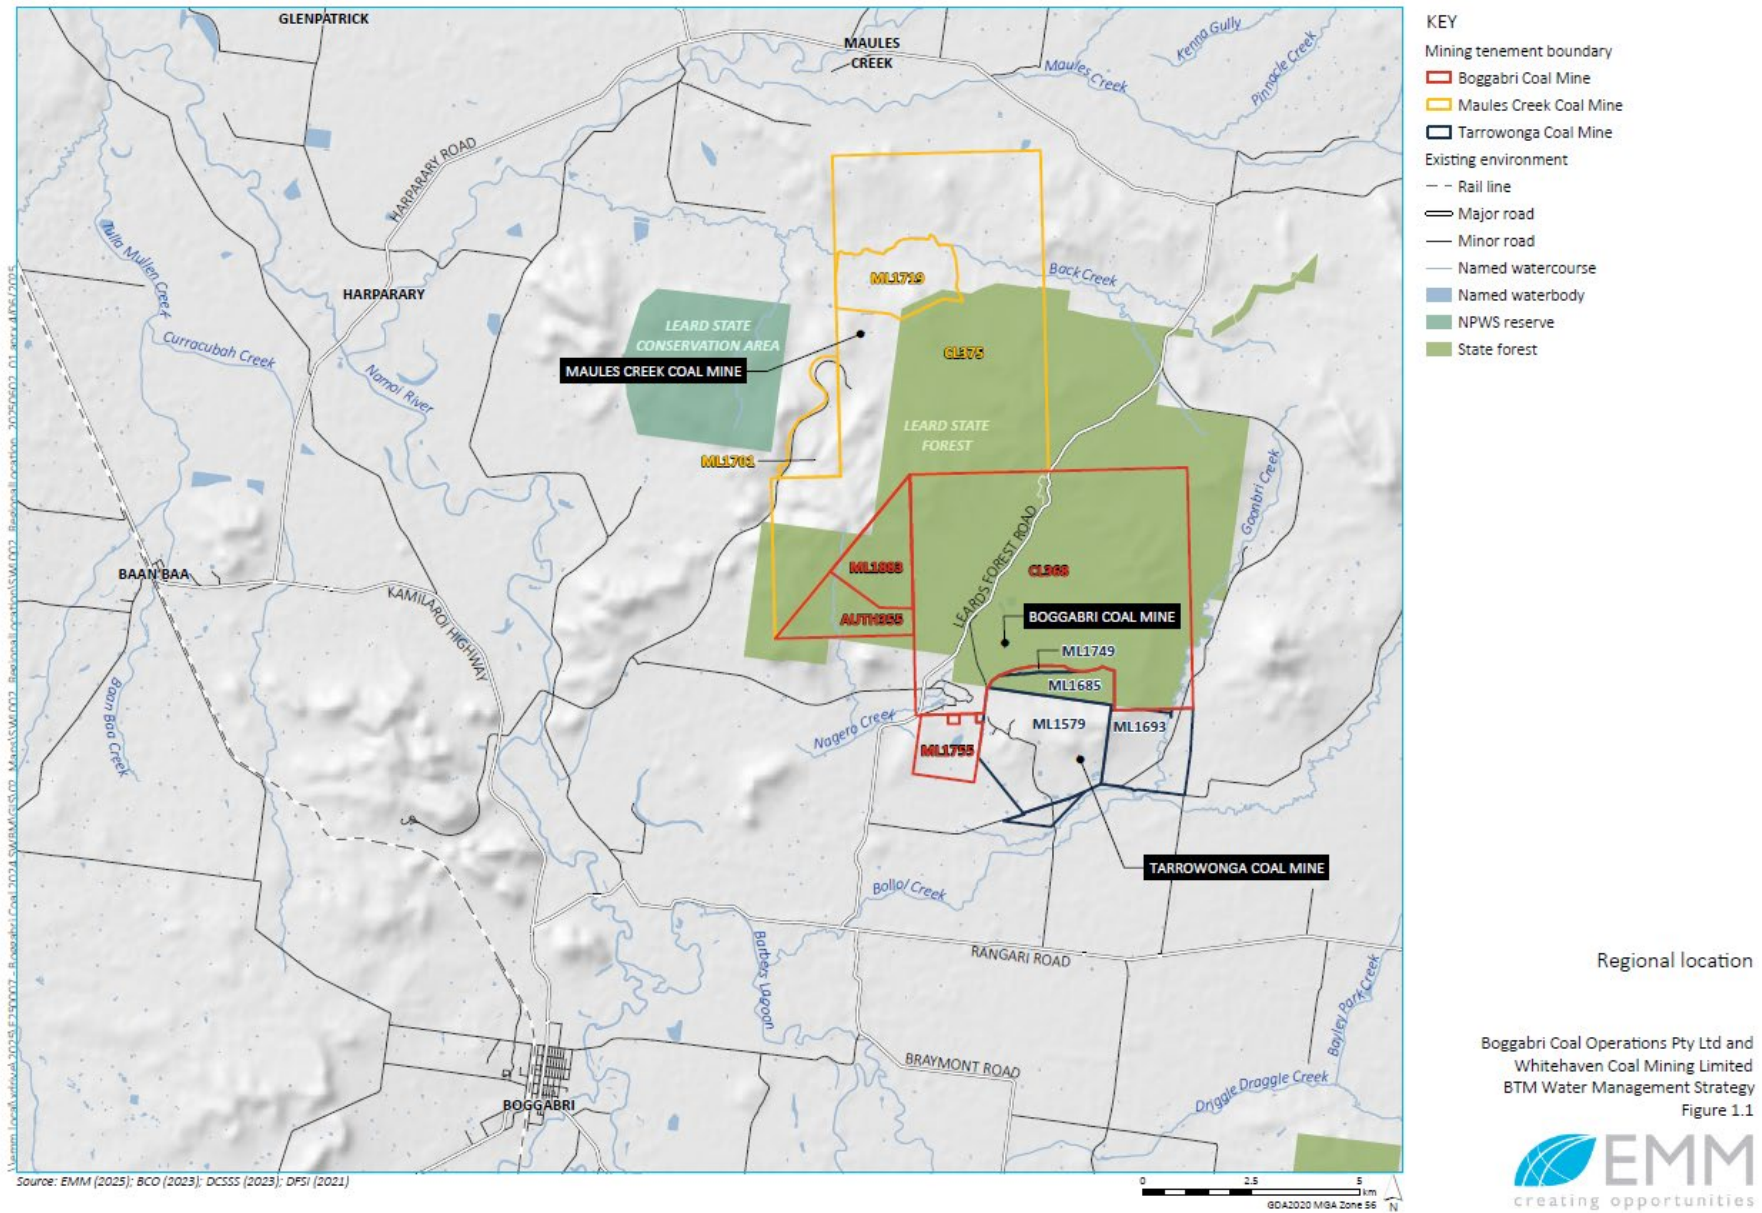 GLENPATRICK
MAULES
CREEK
Kenna Gully
Pinnacle Creek
Maules Creek
HARPARARY ROAD
Tulla Mullen Creek
HARPARARY
ML1719
Back Creek
LEARD STATE
CONSERVATION AREA
MAULES CREEK COAL MINE
CL375
Curracubah Creek
Namoi River
LEARD STATE
FOREST
ML1701
Goonbri Creek
LEARDS FOREST ROAD
BAAN BAA
KAMILAROI HIGHWAY
ML1883
CL368
AUTH355
BOGGABRI COAL MINE
ML1749
ML1685
Baan Baa Creek
Nagero Creek
ML1579
ML1693
ML1755
TARROWONGA COAL MINE
Bollol Creek
Barbers Lagoon
RANGARI ROAD
Bayley Park Creek
BRAYMONT ROAD
Driggle Draggle Creek
BOGGABRI
Source: EMM (2025); BCO (2023); DCSSS (2023); DFSI (2021)
0 2.5 5
km
GDA2020 MGA Zone 56
N
KEY
Mining tenement boundary
Boggabri Coal Mine
Maules Creek Coal Mine
Tarrowonga Coal Mine
Existing environment
Rail line
Major road
Minor road
Named watercourse
Named waterbody
NPWS reserve
State forest
Regional location
Boggabri Coal Operations Pty Ltd and
Whitehaven Coal Mining Limited
BTM Water Management Strategy
Figure 1.1
EMM
creating opportunities